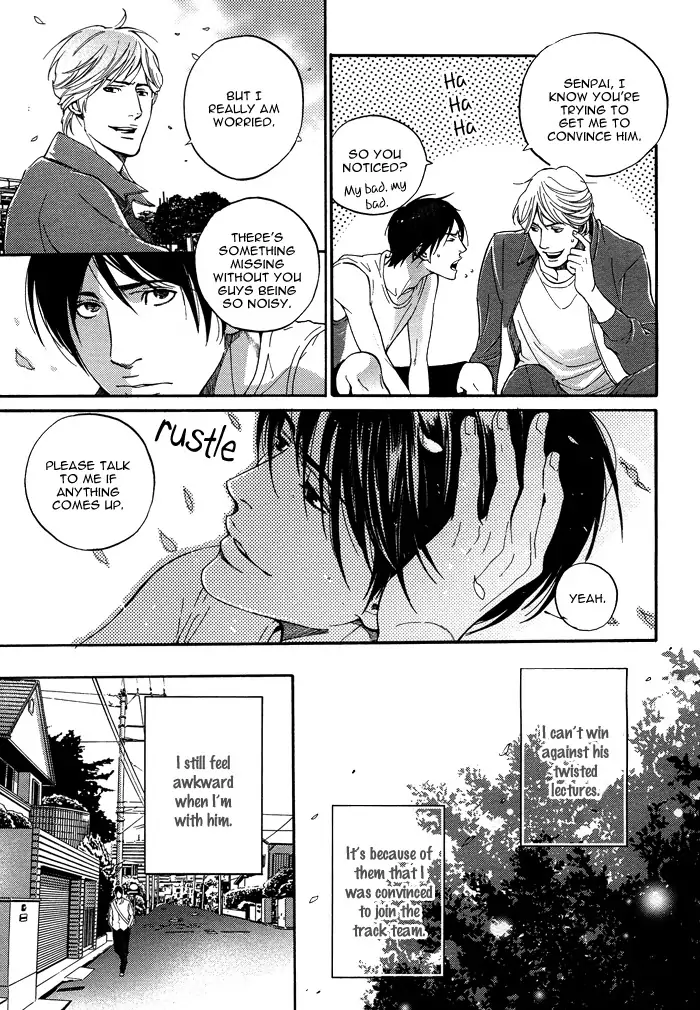 SENPAI, I
KNOW YOU'RE
TRYING TO
GET ME TO
CONVINCE HIM.
Ha
Ha
Ha
SO YOU
NOTICED?
My bad, my
bad.
BUT I
REALLY AM
WORRIED.
THERE'S
SOMETHING
MISSING
WITHOUT YOU
GUYS BEING
SO NOISY.
rustle
PLEASE TALK
TO ME IF
ANYTHING
COMES UP.
YEAH.
I can't win
against his
twisted
lectures.
It's because of
them that I
was convinced
to join the
track team.
I still feel
awkward
when I'm
with him.